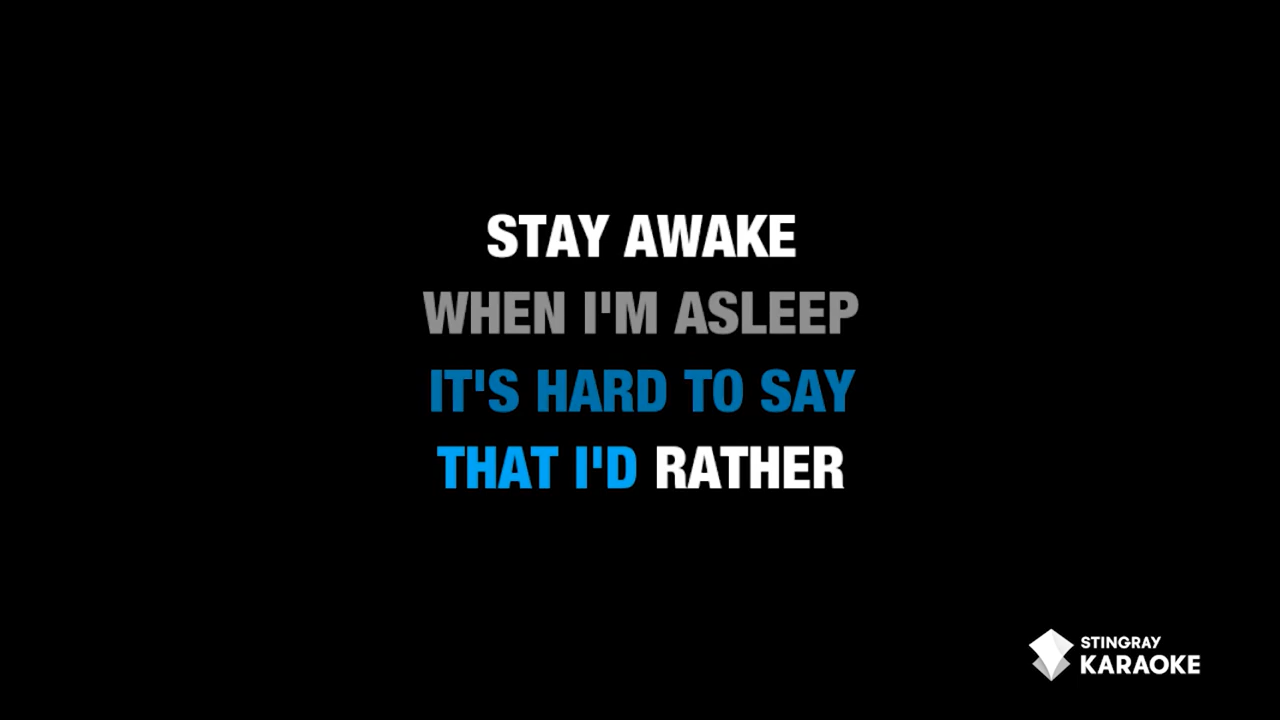 STAY AWAKE
WHEN I'M ASLEEP
IT'S HARD TO SAY
THAT I'D RATHER
STINGRAY
KARAOKE